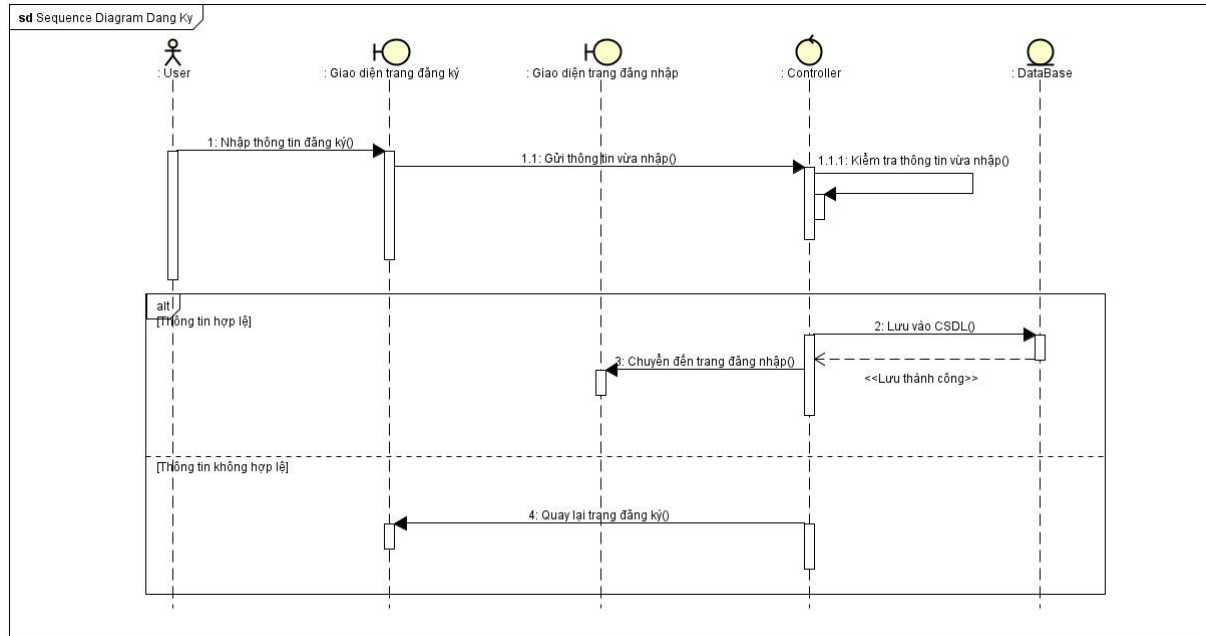 sd Sequence Diagram Dang Ky
: User
: Giao diện trang đăng ký
: Giao diện trang đăng nhập
: Controller
: DataBase
1: Nhập thông tin đăng ký()
1.1: Gửi thông tin vừa nhập()
1.1.1: Kiểm tra thông tin vừa nhập()
alt
[Thông tin hợp lệ]
2: Lưu vào CSDL()
3: Chuyển đến trang đăng nhập()
<<Lưu thành công>>
[Thông tin không hợp lệ]
4: Quay lại trang đăng ký()